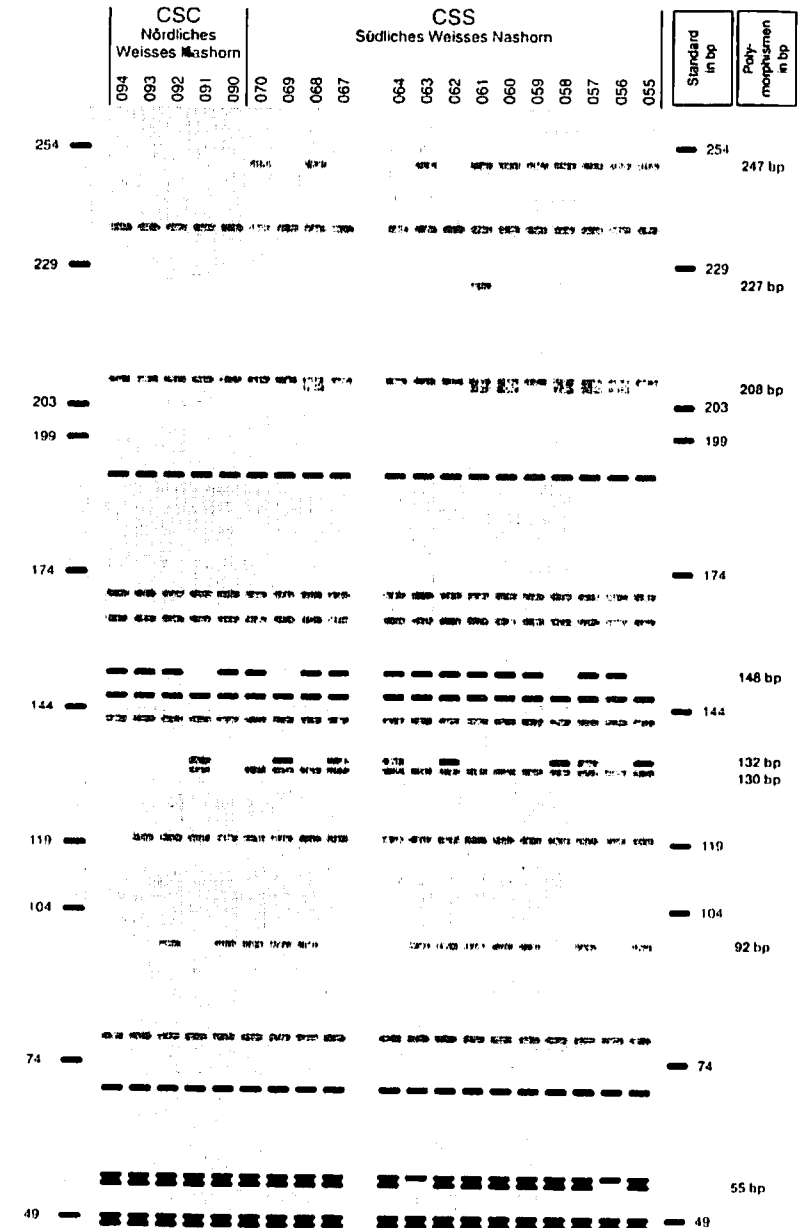 CSC
Nördliches
Weisses Nashorn
CSS
Südliches Weisses Nashorn
Standard
in bp
Poly-
morphismen
in bp
094 093 092 091 090 070 069 068 067 064 063 062 061 060 059 058 057 056 055
254 254 247 bp
229 229 227 bp
208 bp
203 203
199 199
174 174
148 bp
144 144
132 bp
130 bp
119 119
104 104
92 bp
74 74
55 bp
49 49